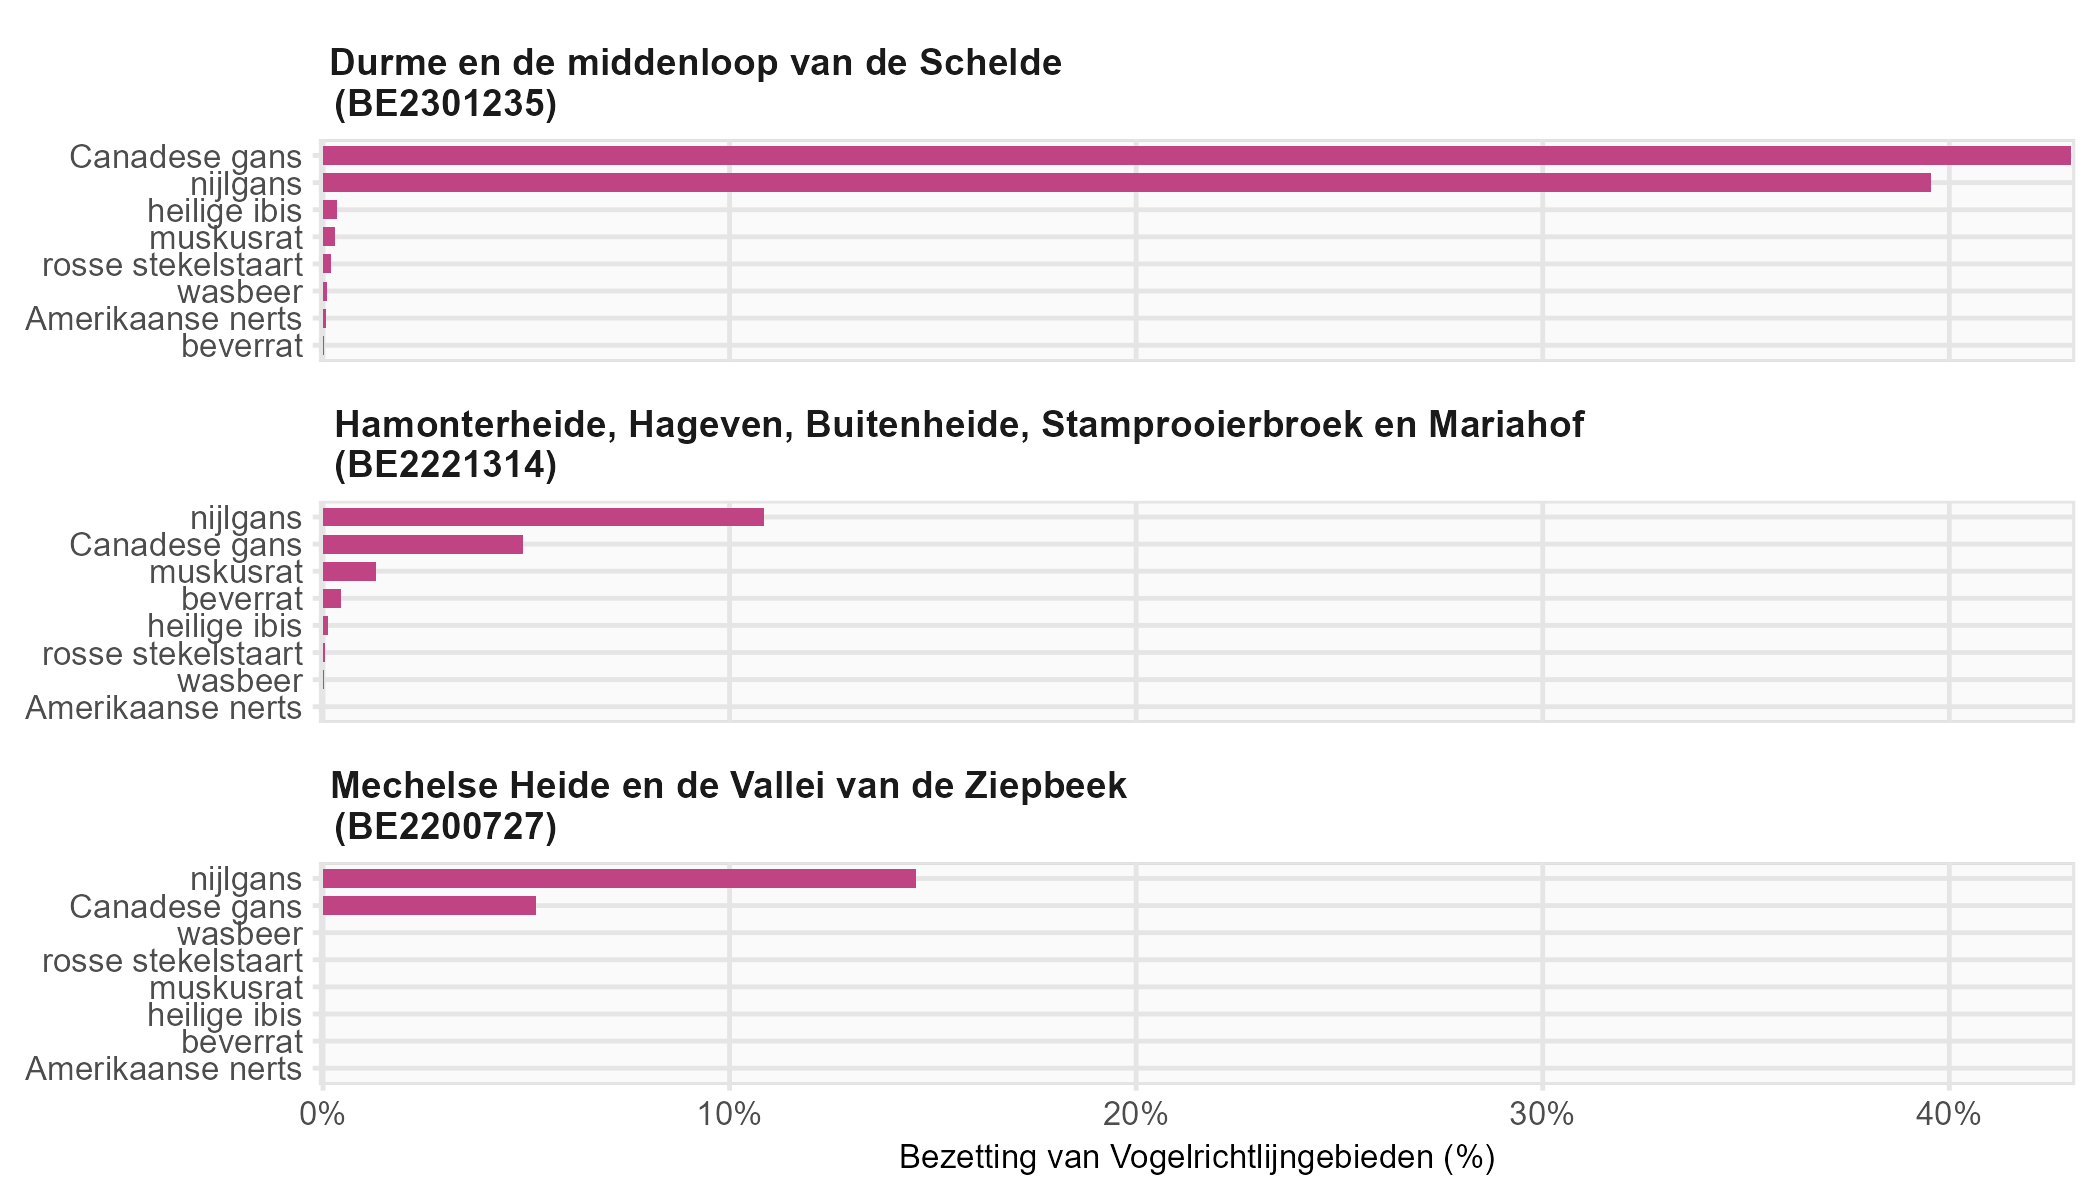 Durme en de middenloop van de Schelde
(BE2301235)
Canadese gans
nijlgans
heilige ibis
muskusrat
rosse stekelstaart
wasbeer
Amerikaanse nerts
beverrat
Hamonterheide, Hageven, Buitenheide, Stamprooierbroek en Mariahof
(BE2221314)
nijlgans
Canadese gans
muskusrat
beverrat
heilige ibis
rosse stekelstaart
wasbeer
Amerikaanse nerts
Mechelse Heide en de Vallei van de Ziepbeek
(BE2200727)
nijlgans
Canadese gans
wasbeer
rosse stekelstaart
muskusrat
heilige ibis
beverrat
Amerikaanse nerts
0% 10% 20% 30% 40%
Bezetting van Vogelrichtlijngebieden (%)